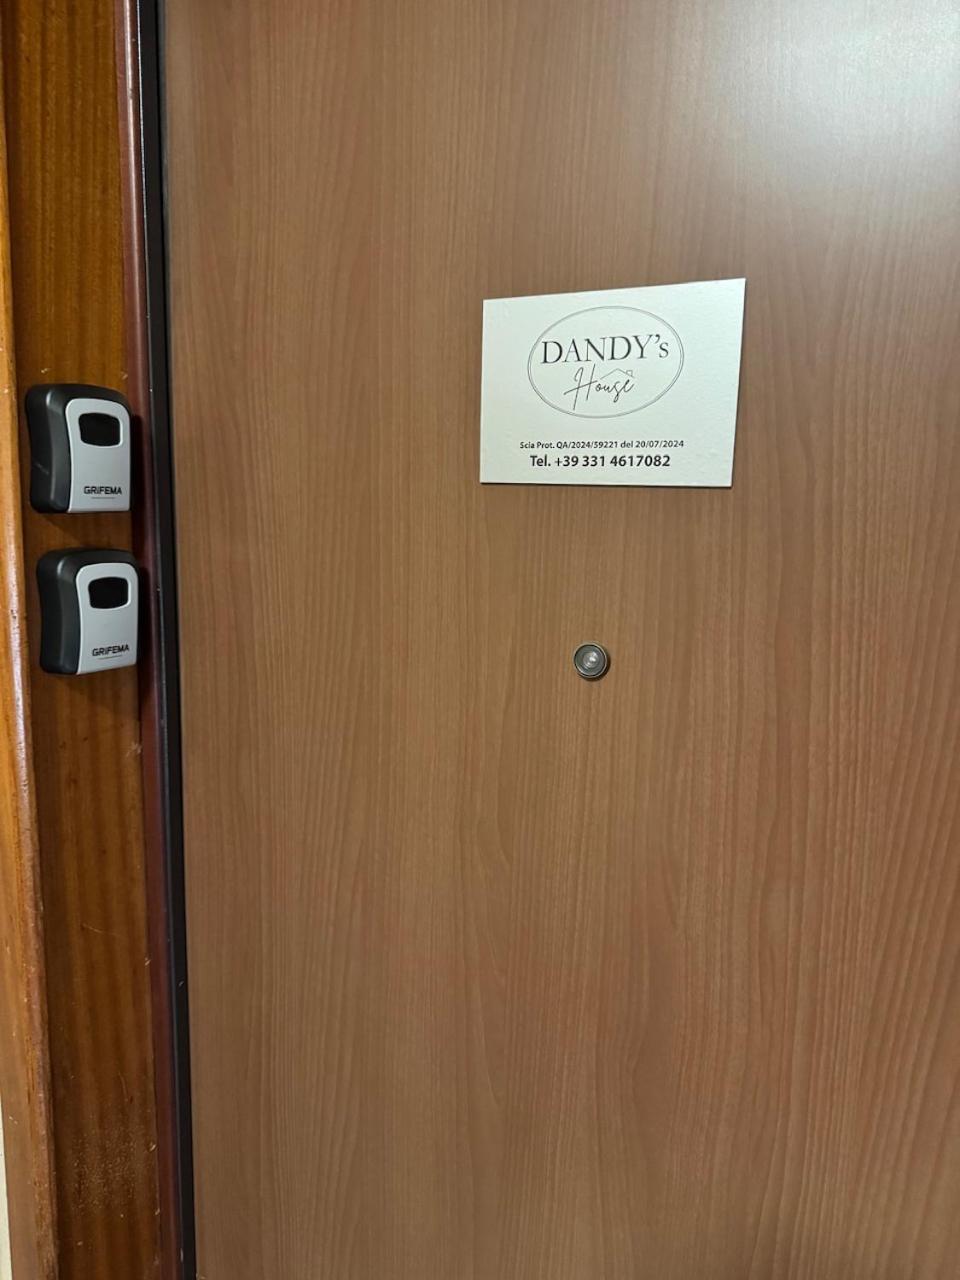 DANDY's
House
Scia Prot. QA/2024/59221 del 20/07/2024
Tel. +39 331 4617082
GRIFEMA
GRIFEMA